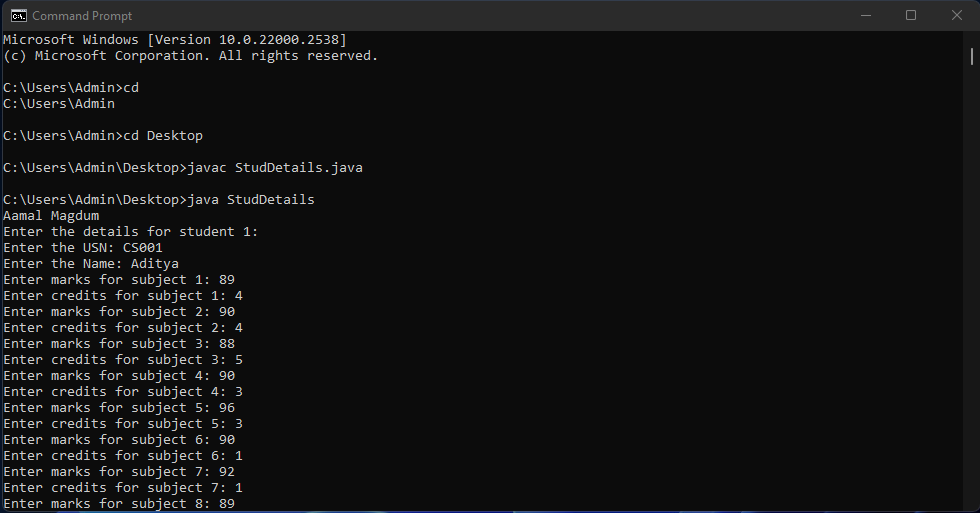 Command Prompt
Microsoft Windows [Version 10.0.22000.2538]
(c) Microsoft Corporation. All rights reserved.
C:\Users\Admin>cd
C:\Users\Admin
C:\Users\Admin>cd Desktop
C:\Users\Admin\Desktop>javac StudDetails.java
C:\Users\Admin\Desktop>java StudDetails
Aamal Magdum
Enter the details for student 1:
Enter the USN: CS001
Enter the Name: Aditya
Enter marks for subject 1: 89
Enter credits for subject 1: 4
Enter marks for subject 2: 90
Enter credits for subject 2: 4
Enter marks for subject 3: 88
Enter credits for subject 3: 5
Enter marks for subject 4: 90
Enter credits for subject 4: 3
Enter marks for subject 5: 96
Enter credits for subject 5: 3
Enter marks for subject 6: 90
Enter credits for subject 6: 1
Enter marks for subject 7: 92
Enter credits for subject 7: 1
Enter marks for subject 8: 89